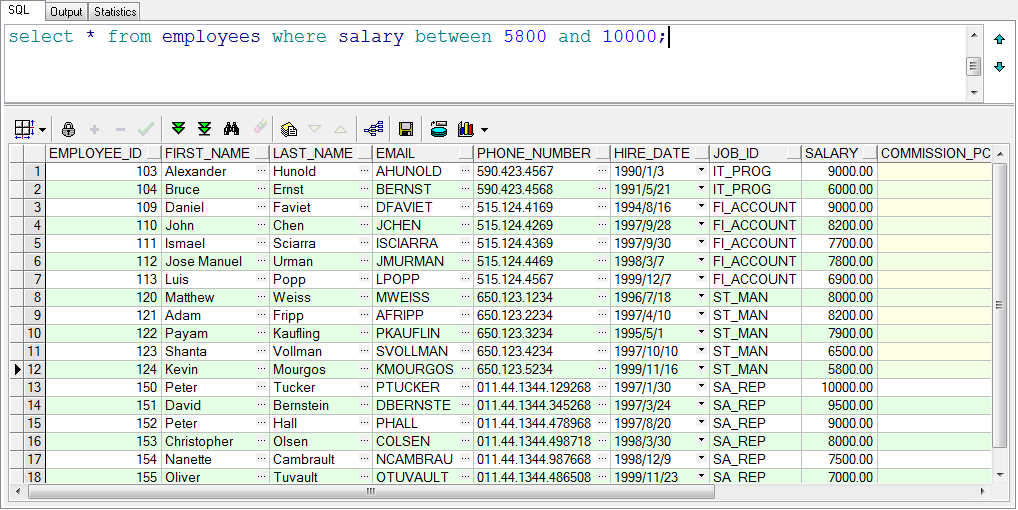 SQL Output Statistics
select * from employees where salary between 5800 and 10000;
EMPLOYEE_ID FIRST_NAME LAST_NAME EMAIL PHONE_NUMBER HIRE_DATE JOB_ID SALARY COMMISSION_PC
1 103 Alexander Hunold AHUNOLD 590.423.4567 1990/1/3 IT_PROG 9000.00
2 104 Bruce Ernst BERNST 590.423.4568 1991/5/21 IT_PROG 6000.00
3 109 Daniel Faviet DFAVIET 515.124.4169 1994/8/16 FI_ACCOUNT 9000.00
4 110 John Chen JCHEN 515.124.4269 1997/9/28 FI_ACCOUNT 8200.00
5 111 Ismael Sciarra ISCIARRA 515.124.4369 1997/9/30 FI_ACCOUNT 7700.00
6 112 Jose Manuel Urman JMURMAN 515.124.4469 1998/3/7 FI_ACCOUNT 7800.00
7 113 Luis Popp LPOPP 515.124.4567 1999/12/7 FI_ACCOUNT 6900.00
8 120 Matthew Weiss MWEISS 650.123.1234 1996/7/18 ST_MAN 8000.00
9 121 Adam Fripp AFRIPP 650.123.2234 1997/4/10 ST_MAN 8200.00
10 122 Payam Kaufling PKAUFLIN 650.123.3234 1995/5/1 ST_MAN 7900.00
11 123 Shanta Vollman SVOLLMAN 650.123.4234 1997/10/10 ST_MAN 6500.00
12 124 Kevin Mourgos KMOURGOS 650.123.5234 1999/11/16 ST_MAN 5800.00
13 150 Peter Tucker PTUCKER 011.44.1344.129268 1997/1/30 SA_REP 10000.00
14 151 David Bernstein DBERNSTE 011.44.1344.345268 1997/3/24 SA_REP 9500.00
15 152 Peter Hall PHALL 011.44.1344.478968 1997/8/20 SA_REP 9000.00
16 153 Christopher Olsen COLSEN 011.44.1344.498718 1998/3/30 SA_REP 8000.00
17 154 Nanette Cambrault NCAMBRAU 011.44.1344.987668 1998/12/9 SA_REP 7500.00
18 155 Oliver Tuvault OTUVAULT 011.44.1344.486508 1999/11/23 SA_REP 7000.00